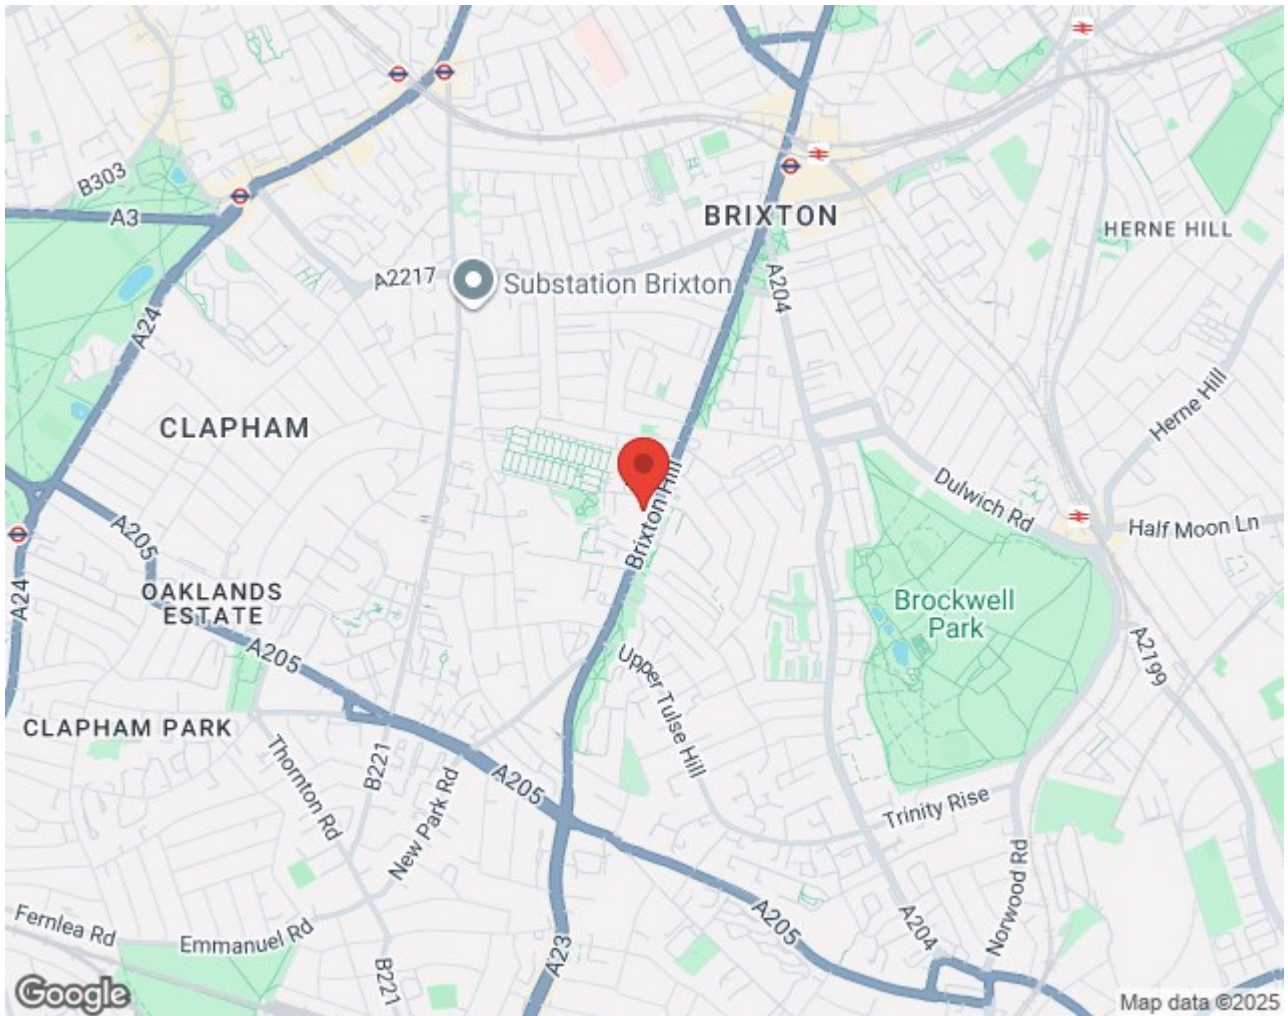 B303
A3
BRIXTON
HERNE HILL
A2217
Substation Brixton
A204
A24
CLAPHAM
Herne Hill
Brixton Hill
Dulwich Rd
Half Moon Ln
A205
A24
OAKLANDS
ESTATE
Brockwell
Park
A205
Upper Tulse Hill
A2199
CLAPHAM PARK
Thornton Rd
B221
New Park Rd
A205
Trinity Rise
Norwood Rd
Fernlea Rd
Emmanuel Rd
A205
A204
A23
B221
Google
Map data ©2025